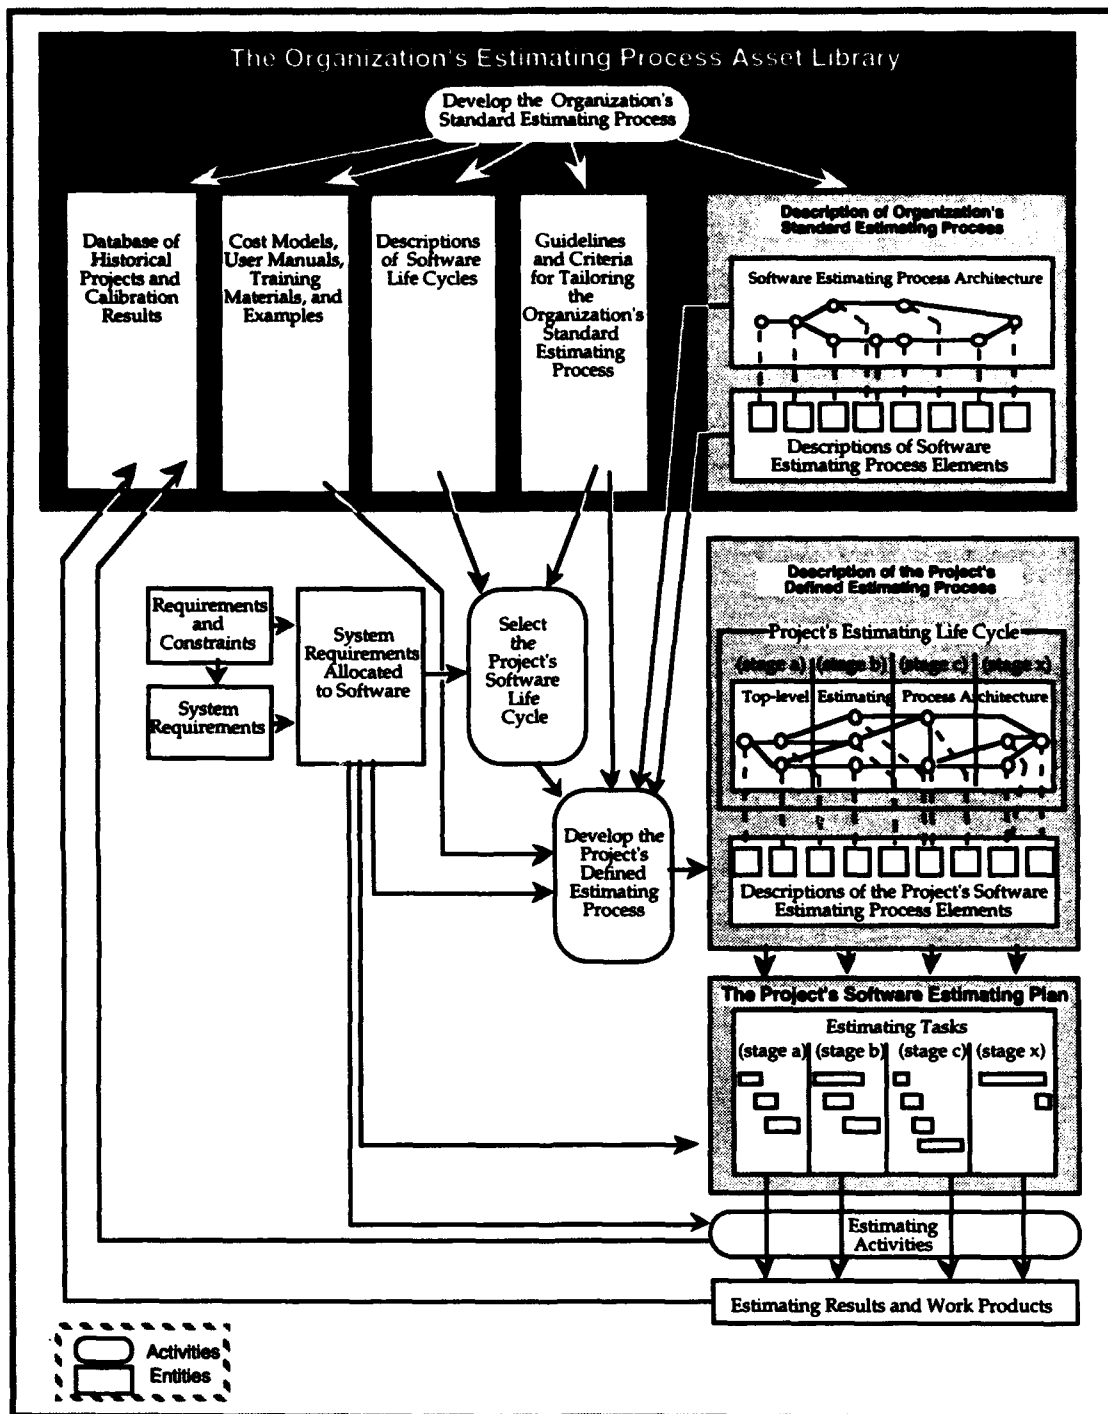 The Organization's Estimating Process Asset Library
Develop the Organization's
Standard Estimating Process
Database of
Historical
Projects and
Calibration
Results
Cost Models,
User Manuals,
Training
Materials, and
Examples
Descriptions
of Software
Life Cycles
Guidelines
and Criteria
for Tailoring
the
Organization's
Standard
Estimating
Process
Description of Organization's
Standard Estimating Process
Software Estimating Process Architecture
Descriptions of Software
Estimating Process Elements
Requirements
and
Constraints
System
Requirements
System
Requirements
Allocated
to Software
Select
the
Project's
Software
Life
Cycle
Develop the
Project's
Defined
Estimating
Process
Description of the Project's
Defined Estimating Process
Project's Estimating Life Cycle
(stage a) (stage b) (stage c) (stage x)
Top-level Estimating Process Architecture
Descriptions of the Project's Software
Estimating Process Elements
The Project's Software Estimating Plan
Estimating Tasks
(stage a) (stage b) (stage c) (stage x)
Estimating
Activities
Estimating Results and Work Products
Activities
Entities